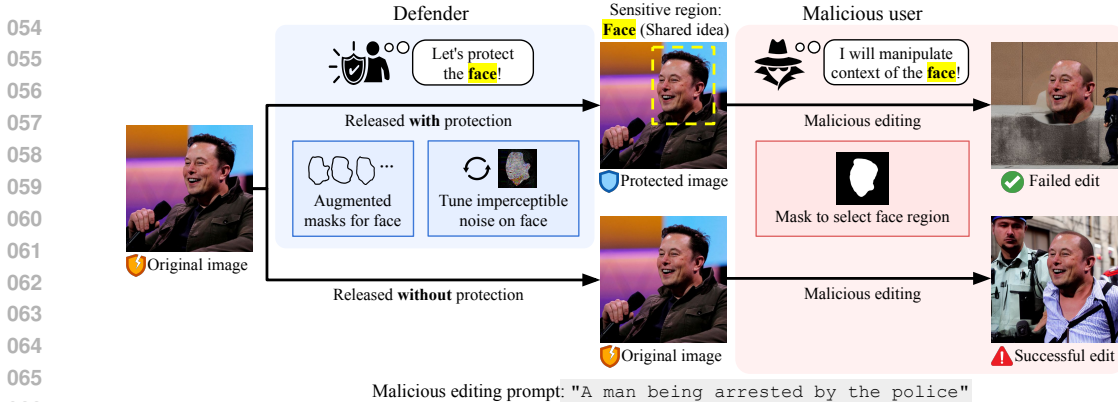 054
055
056
057
058
059
060
061
062
063
064
065
Defender
Let's protect
the face!
Released with protection
Augmented
masks for face
Tune imperceptible
noise on face
Original image
Released without protection
Sensitive region:
Face (Shared idea)
Protected image
Original image
Malicious user
I will manipulate
context of the face!
Malicious editing
Mask to select face region
Malicious editing
Failed edit
Successful edit
Malicious editing prompt: "A man being arrested by the police"